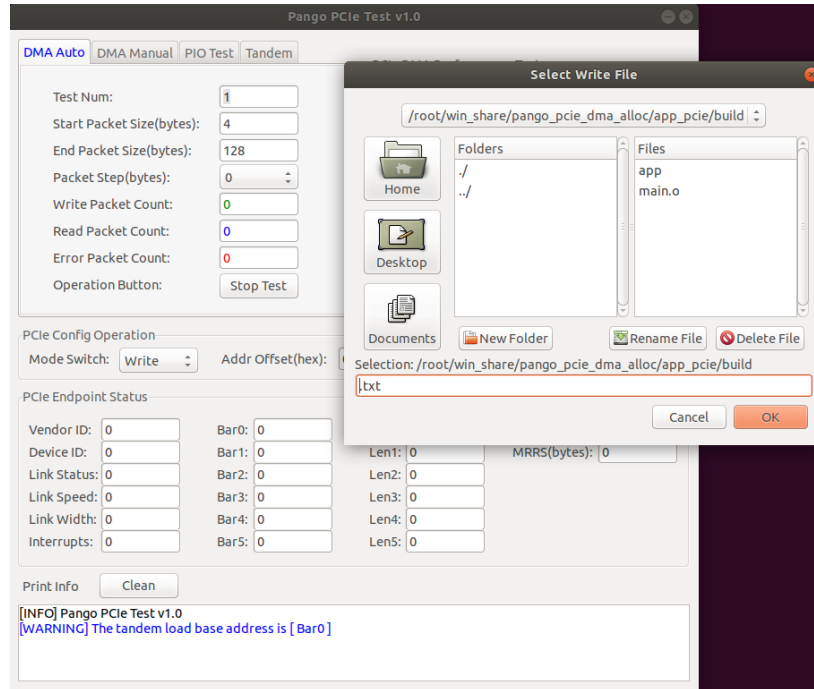 Pango PCIe Test v1.0
DMA Auto DMA Manual PIO Test Tandem
Test Num: 1
Start Packet Size(bytes): 4
End Packet Size(bytes): 128
Packet Step(bytes): 0
Write Packet Count: 0
Read Packet Count: 0
Error Packet Count: 0
Operation Button: Stop Test
PCIe Config Operation
Mode Switch: Write Addr Offset(hex):
PCIe Endpoint Status
Vendor ID: 0 Bar0: 0
Device ID: 0 Bar1: 0 Len1: 0 MRRS(bytes): 0
Link Status: 0 Bar2: 0 Len2: 0
Link Speed: 0 Bar3: 0 Len3: 0
Link Width: 0 Bar4: 0 Len4: 0
Interrupts: 0 Bar5: 0 Len5: 0
Print Info Clean
[INFO] Pango PCIe Test v1.0
[WARNING] The tandem load base address is [ Bar0 ]
Select Write File
/root/win_share/pango_pcie_dma_alloc/app_pcie/build
Home
Desktop
Documents
Folders
./
../
Files
app
main.o
New Folder Rename File Delete File
Selection: /root/win_share/pango_pcie_dma_alloc/app_pcie/build
.txt
Cancel OK